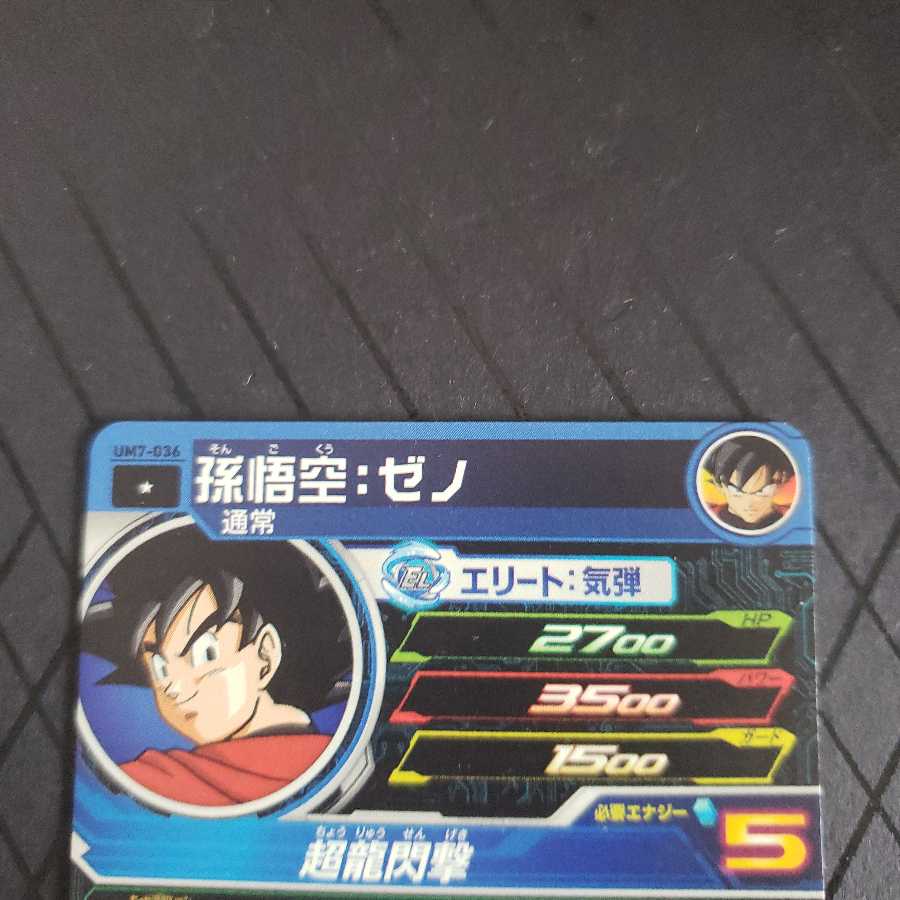 UM7-036
そん ご くう
孫悟空:ゼノ
★
通常
EL エリート:気弾
HP
2700
パワー
3500
ガード
1500
必要エナジー 5
ちょう りゅう せん げき
超龍閃撃